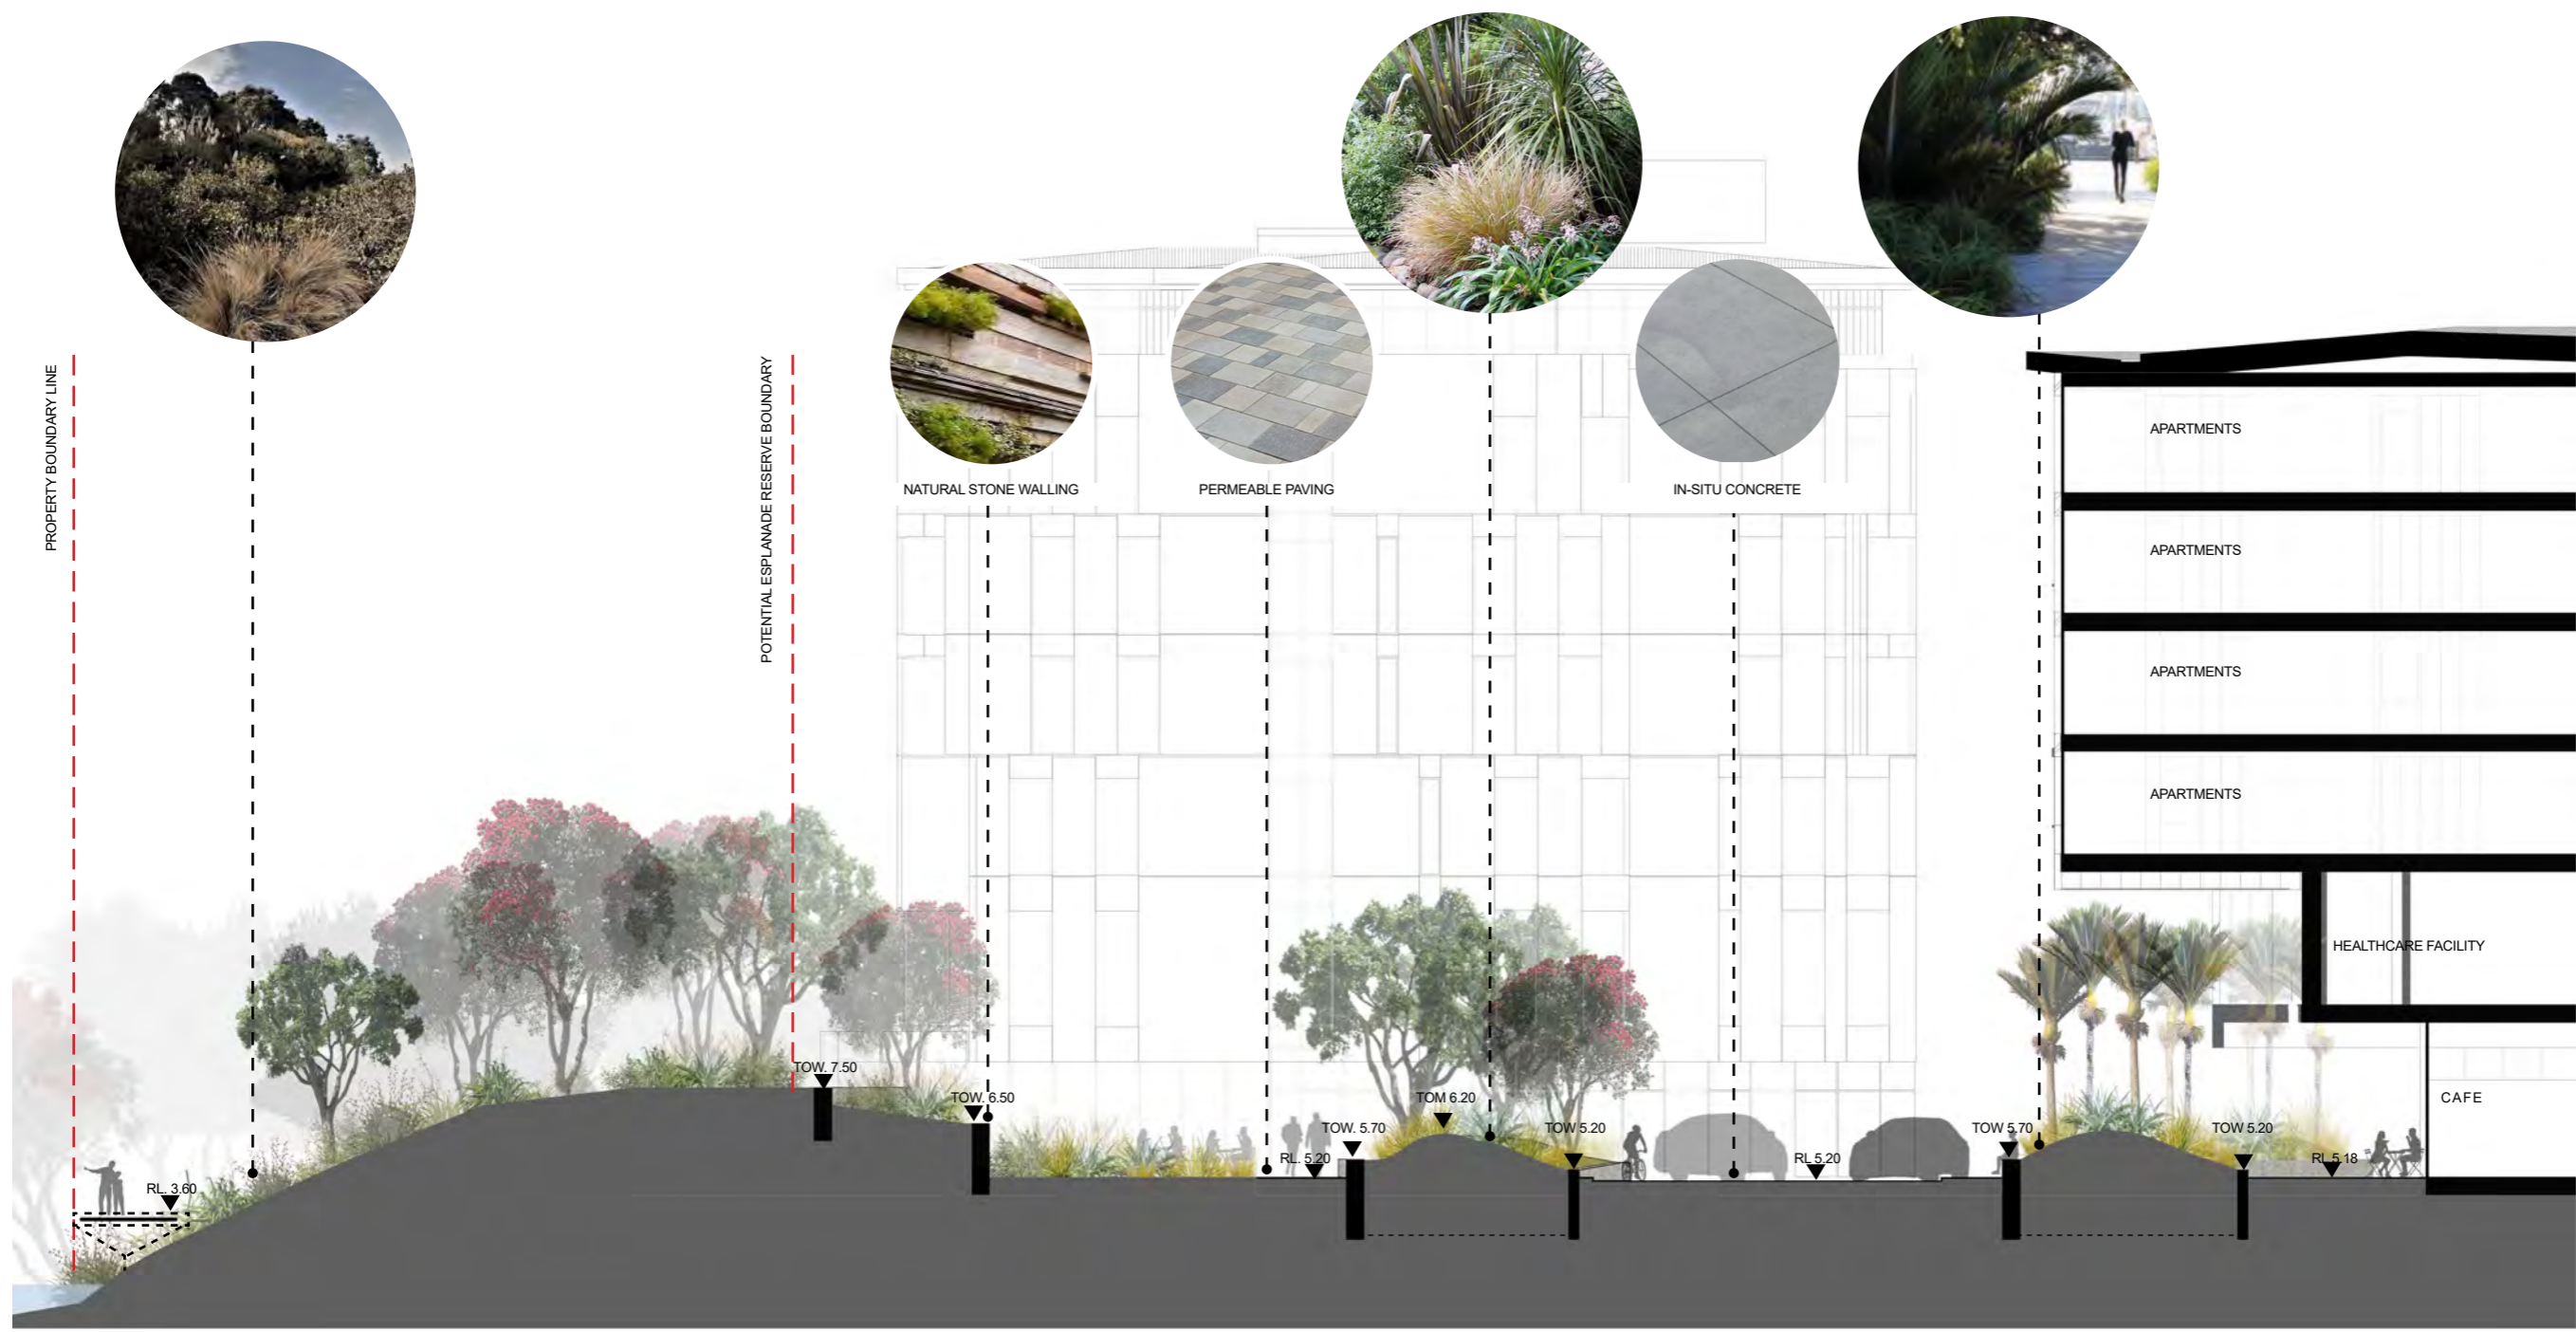 PROPERTY BOUNDARY LINE
POTENTIAL ESPLANADE RESERVE BOUNDARY
NATURAL STONE WALLING
PERMEABLE PAVING
IN-SITU CONCRETE
APARTMENTS
APARTMENTS
APARTMENTS
APARTMENTS
HEALTHCARE FACILITY
CAFE
RL. 3.60
TOW. 7.50
TOW. 6.50
RL. 5.20
TOW. 5.70
TOM 6.20
TOW 5.20
RL 5.20
TOW 5.70
TOW 5.20
RL 5.18